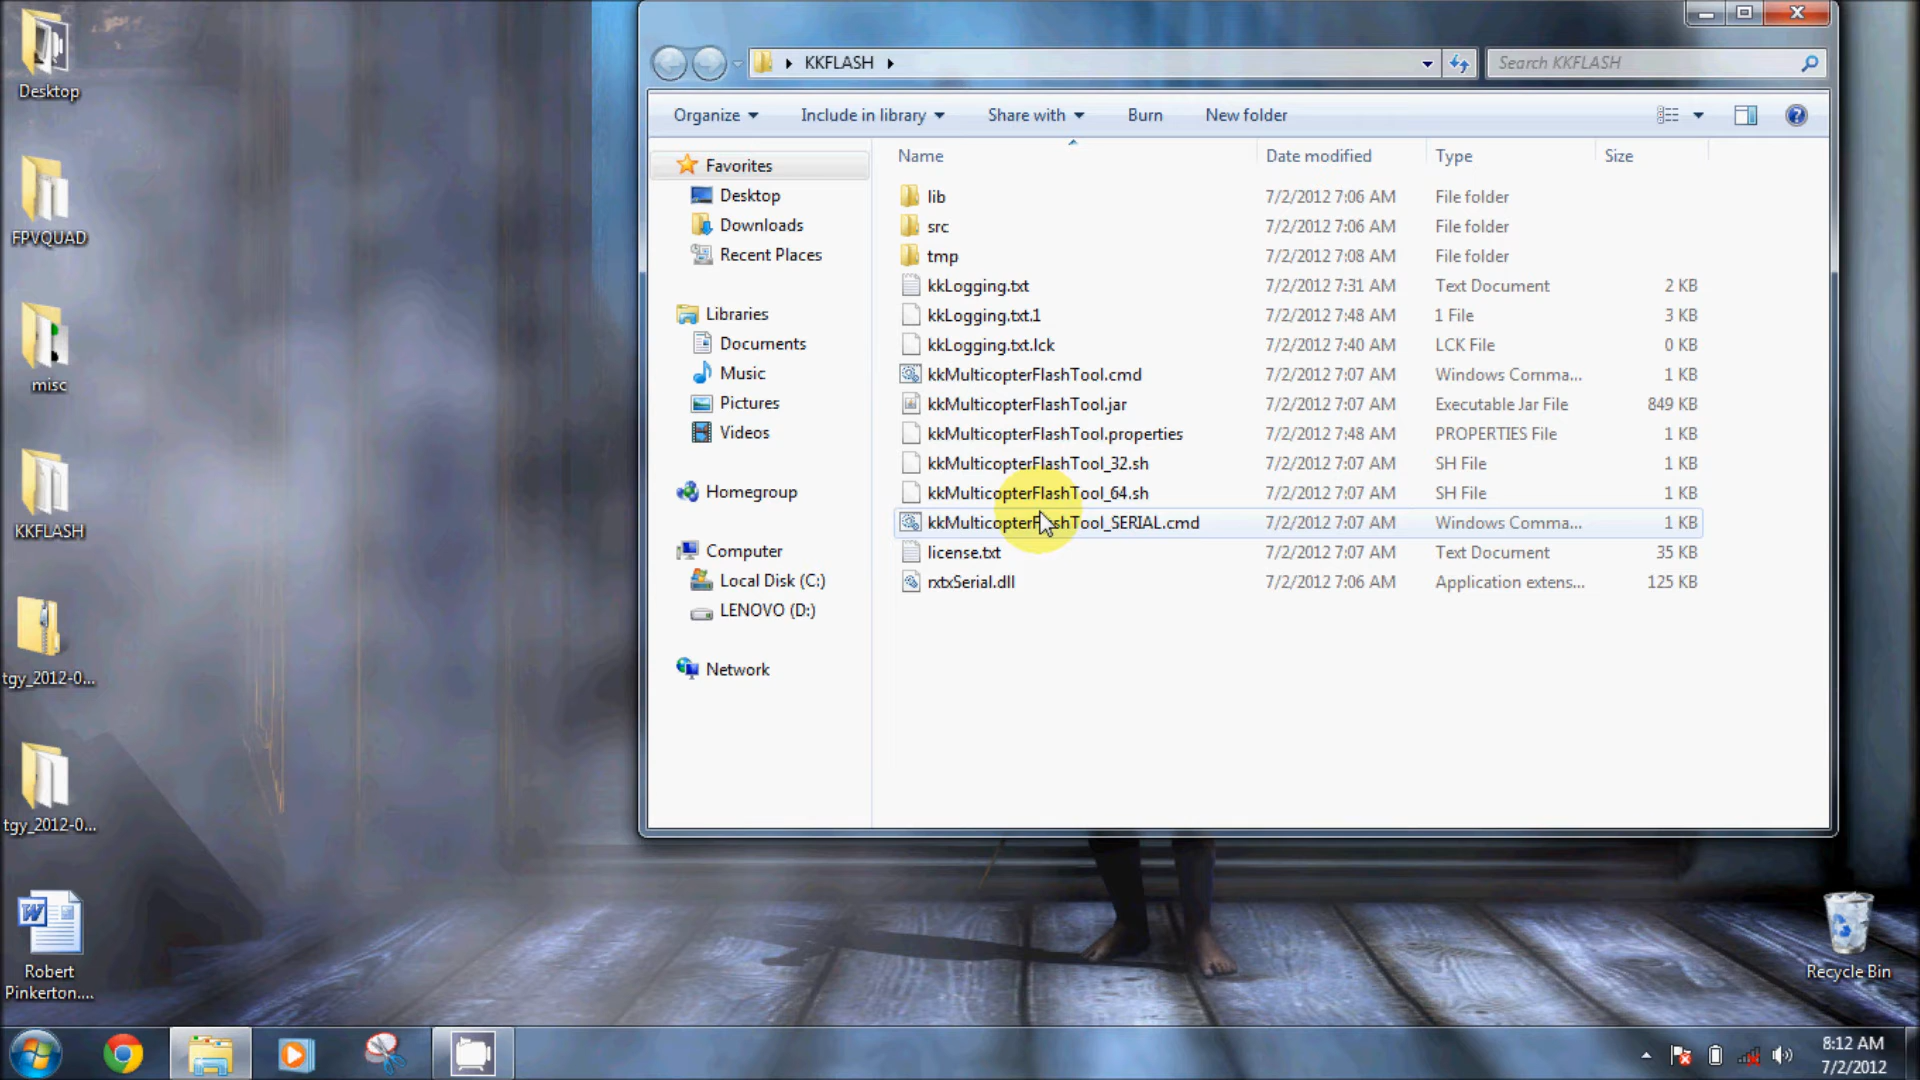 Desktop
FPVQUAD
misc
KKFLASH
tgy_2012-0...
tgy_2012-0...
Robert
Pinkerton....
KKFLASH
Search KKFLASH
Organize Include in library Share with Burn New folder
Favorites
Desktop
Downloads
Recent Places
Libraries
Documents
Music
Pictures
Videos
Homegroup
Computer
Local Disk (C:)
LENOVO (D:)
Network
Name Date modified Type Size
lib 7/2/2012 7:06 AM File folder
src 7/2/2012 7:06 AM File folder
tmp 7/2/2012 7:08 AM File folder
kkLogging.txt 7/2/2012 7:31 AM Text Document 2 KB
kkLogging.txt.1 7/2/2012 7:48 AM 1 File 3 KB
kkLogging.txt.lck 7/2/2012 7:40 AM LCK File 0 KB
kkMulticopterFlashTool.cmd 7/2/2012 7:07 AM Windows Comma... 1 KB
kkMulticopterFlashTool.jar 7/2/2012 7:07 AM Executable Jar File 849 KB
kkMulticopterFlashTool.properties 7/2/2012 7:48 AM PROPERTIES File 1 KB
kkMulticopterFlashTool_32.sh 7/2/2012 7:07 AM SH File 1 KB
kkMulticopterFlashTool_64.sh 7/2/2012 7:07 AM SH File 1 KB
kkMulticopterFlashTool_SERIAL.cmd 7/2/2012 7:07 AM Windows Comma... 1 KB
license.txt 7/2/2012 7:07 AM Text Document 35 KB
rxtxSerial.dll 7/2/2012 7:06 AM Application extens... 125 KB
Recycle Bin
8:12 AM
7/2/2012